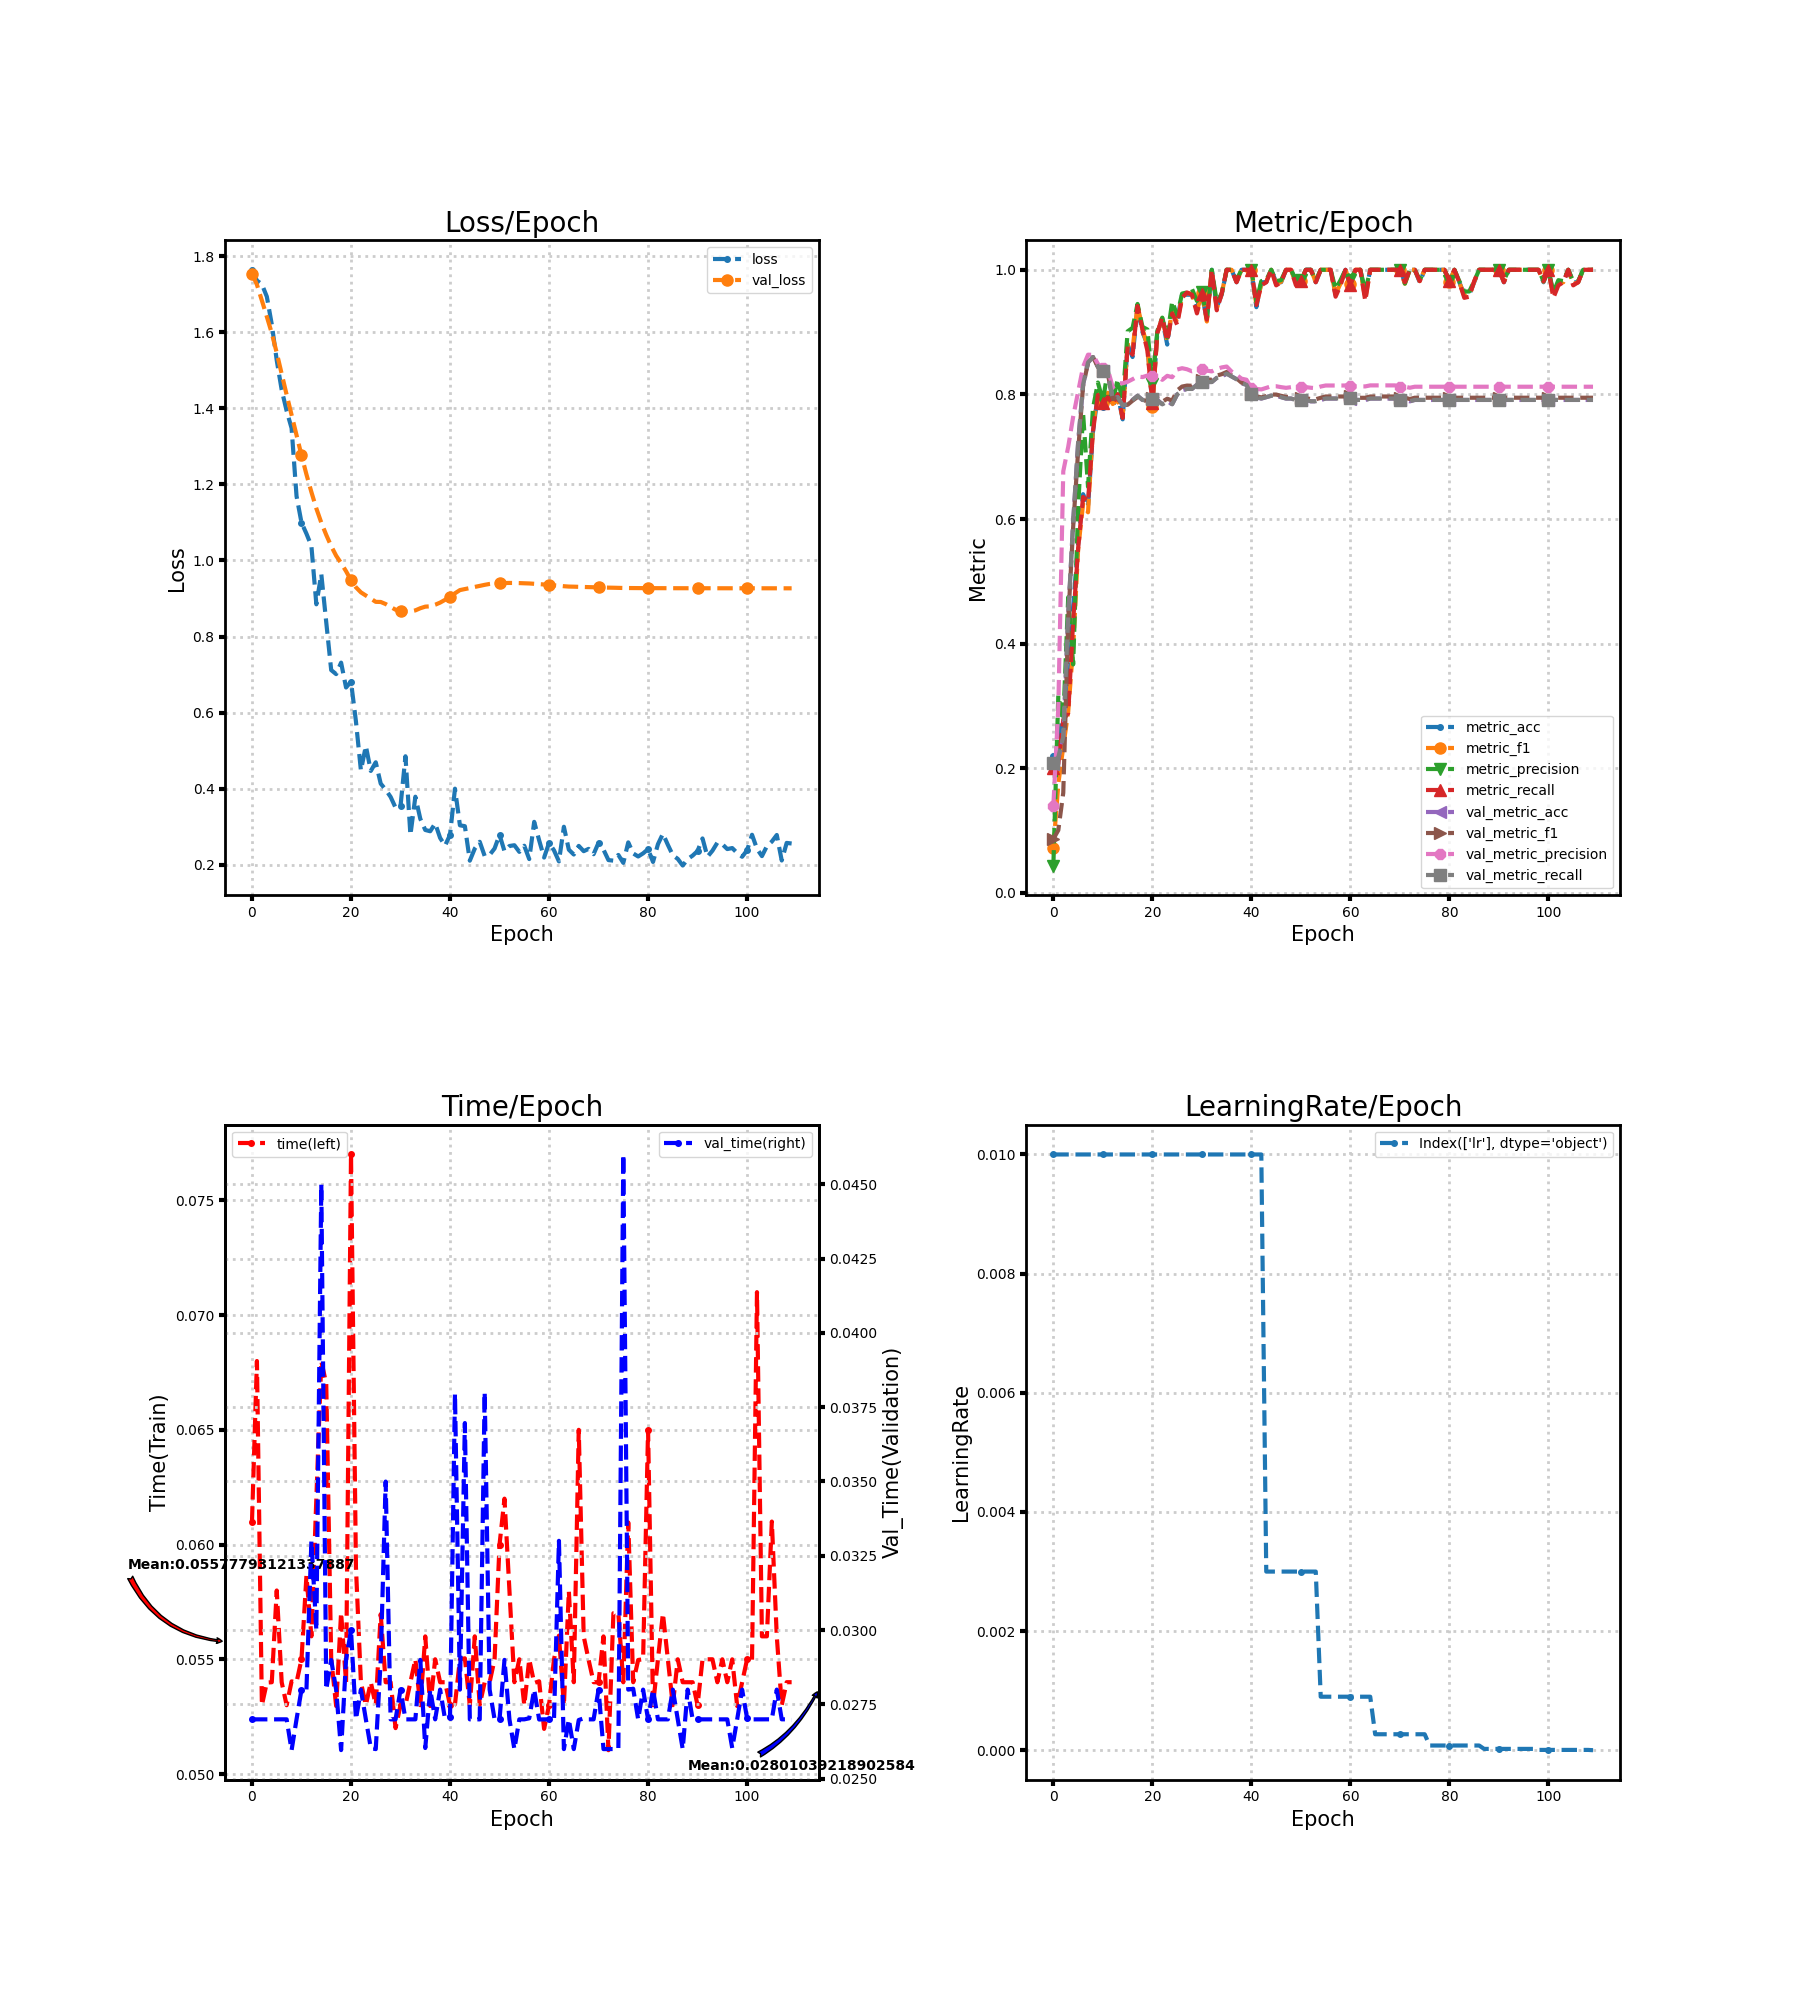 Loss/Epoch
1.8
1.6
1.4
1.2
1.0
0.8
0.6
0.4
0.2
Loss
loss
val_loss
0 20 40 60 80 100
Epoch
Metric/Epoch
1.0
0.8
0.6
0.4
0.2
0.0
Metric
metric_acc
metric_f1
metric_precision
metric_recall
val_metric_acc
val_metric_f1
val_metric_precision
val_metric_recall
0 20 40 60 80 100
Epoch
Time/Epoch
time(left)
val_time(right)
0.075
0.070
0.065
0.060
0.055
0.050
Time(Train)
0.0450
0.0425
0.0400
0.0375
0.0350
0.0325
0.0300
0.0275
0.0250
Val_Time(Validation)
Mean:0.05577793121337887
Mean:0.02801039218902584
0 20 40 60 80 100
Epoch
LearningRate/Epoch
Index(['lr'], dtype='object')
0.010
0.008
0.006
0.004
0.002
0.000
LearningRate
0 20 40 60 80 100
Epoch